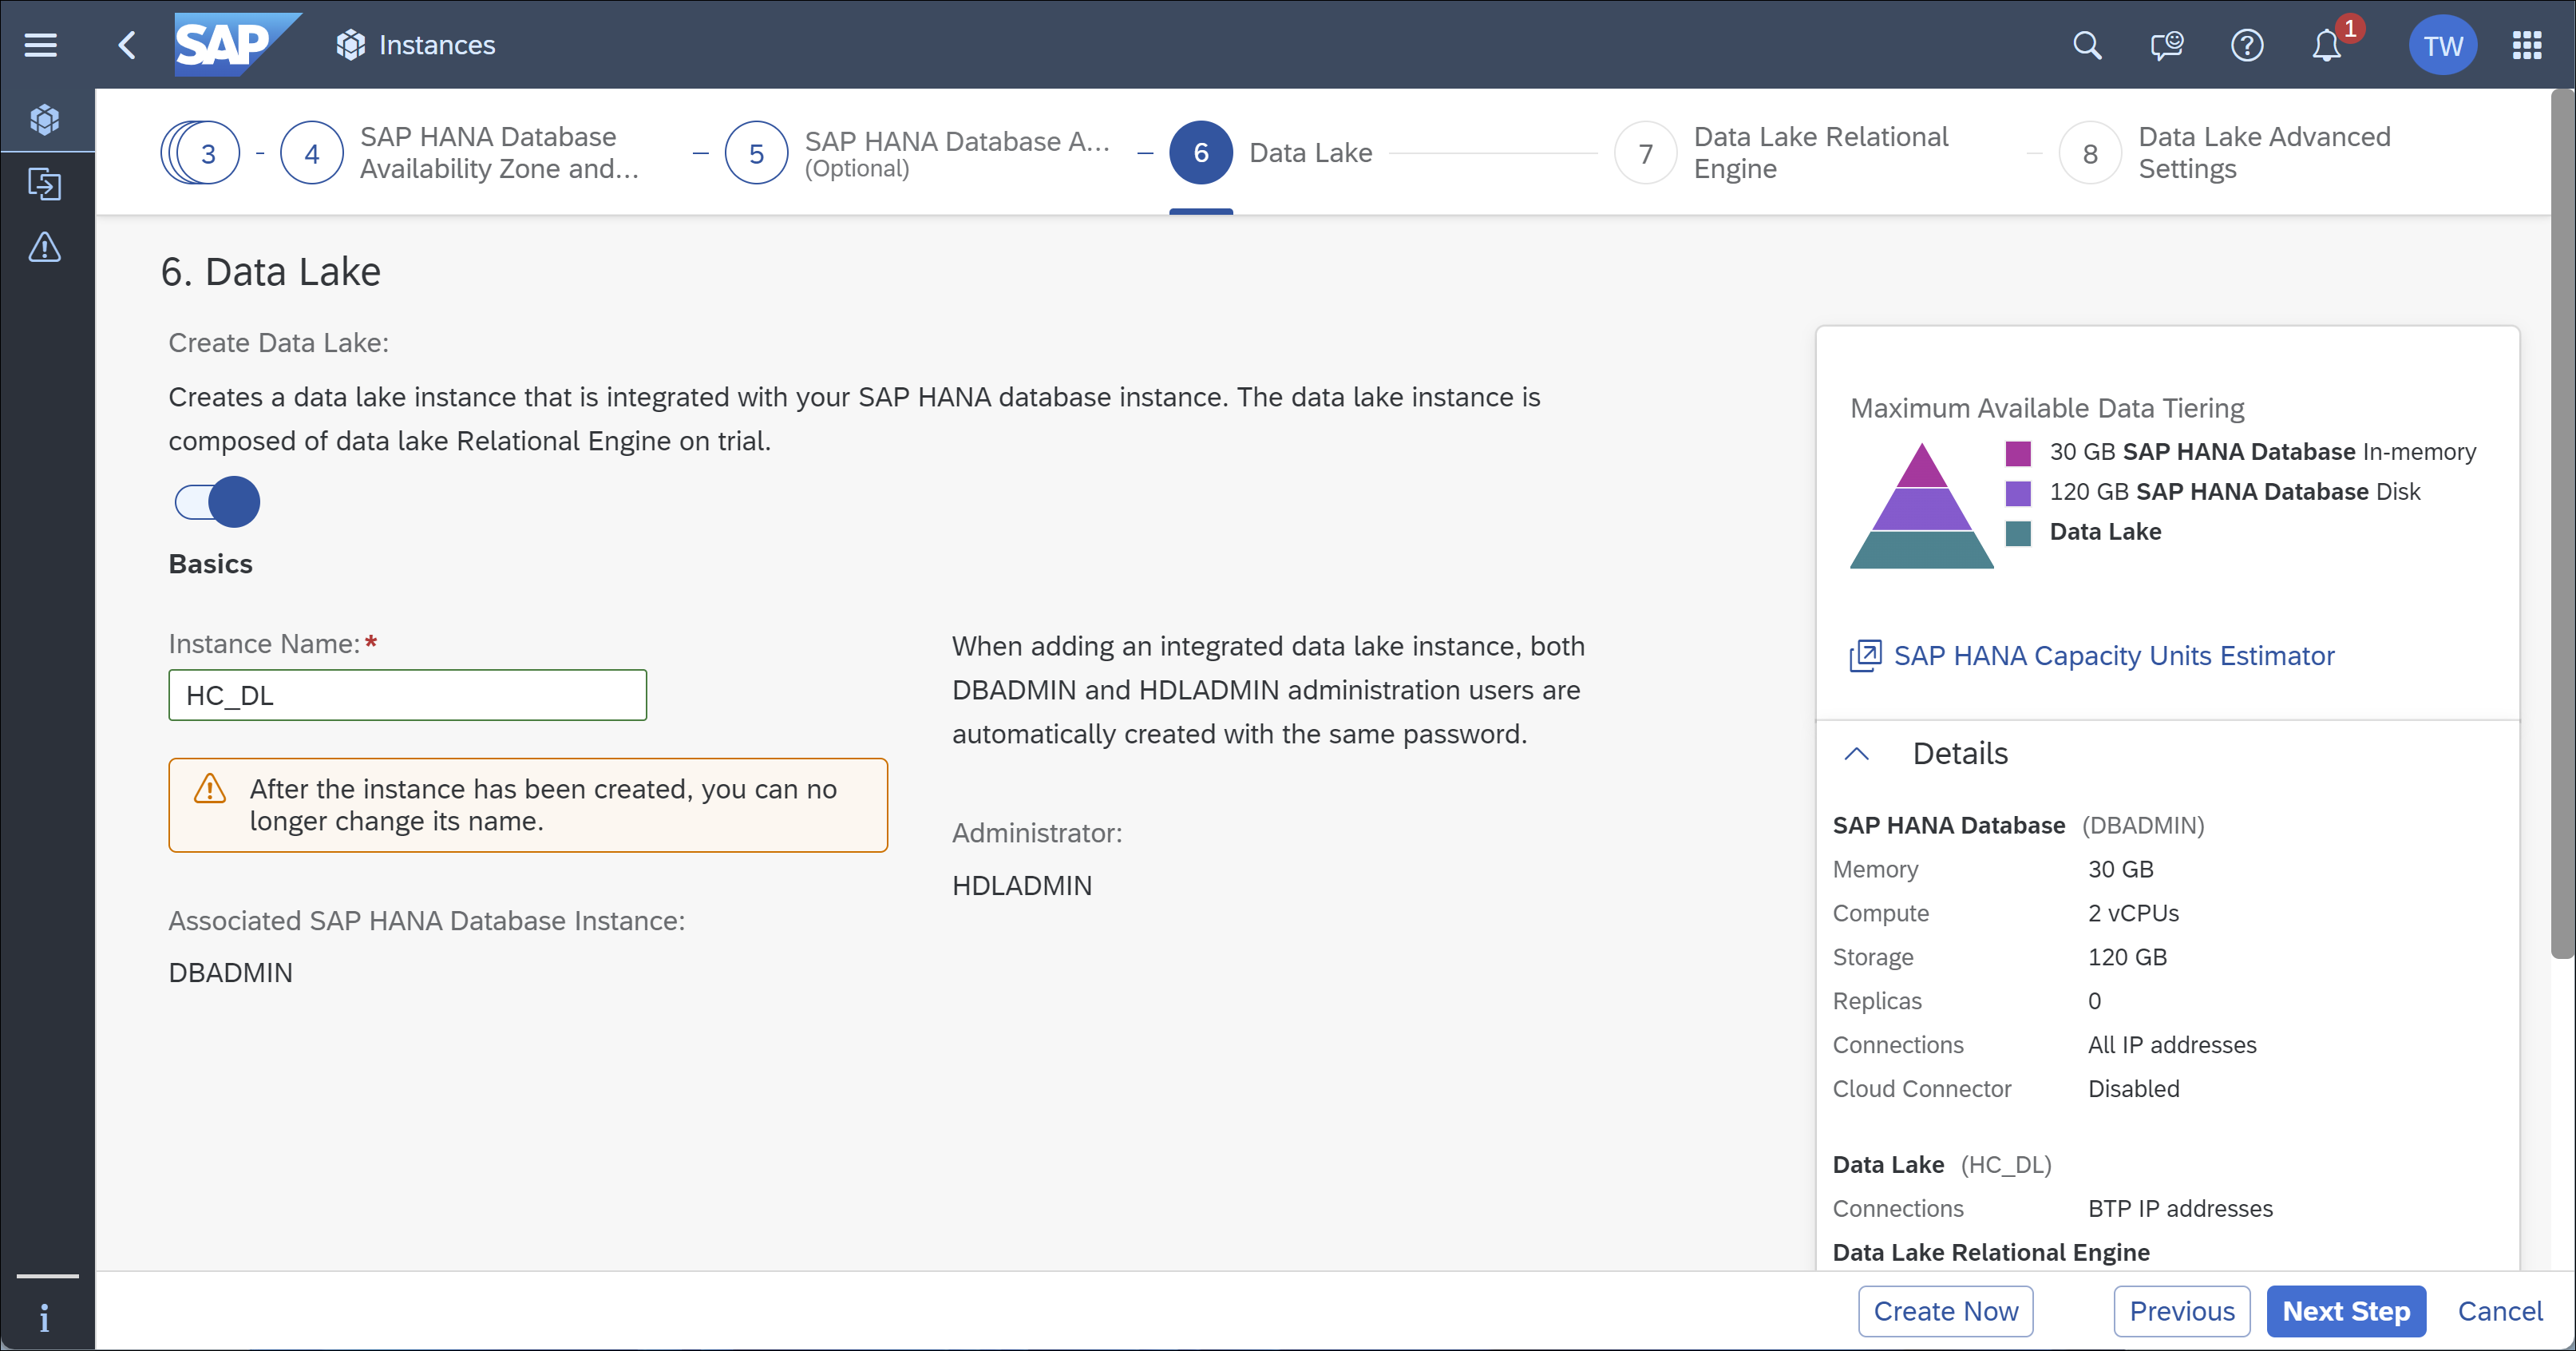 SAP
Instances
1
TW
3
4
SAP HANA Database
Availability Zone and...
5
SAP HANA Database A...
(Optional)
6
Data Lake
7
Data Lake Relational
Engine
8
Data Lake Advanced
Settings
6. Data Lake
Create Data Lake:
Creates a data lake instance that is integrated with your SAP HANA database instance. The data lake instance is
composed of data lake Relational Engine on trial.
Basics
Instance Name:*
HC_DL
After the instance has been created, you can no
longer change its name.
Associated SAP HANA Database Instance:
DBADMIN
When adding an integrated data lake instance, both
DBADMIN and HDLADMIN administration users are
automatically created with the same password.
Administrator:
HDLADMIN
Maximum Available Data Tiering
30 GB SAP HANA Database In-memory
120 GB SAP HANA Database Disk
Data Lake
SAP HANA Capacity Units Estimator
Details
SAP HANA Database (DBADMIN)
Memory 30 GB
Compute 2 vCPUs
Storage 120 GB
Replicas 0
Connections All IP addresses
Cloud Connector Disabled
Data Lake (HC_DL)
Connections BTP IP addresses
Data Lake Relational Engine
Create Now
Previous
Next Step
Cancel